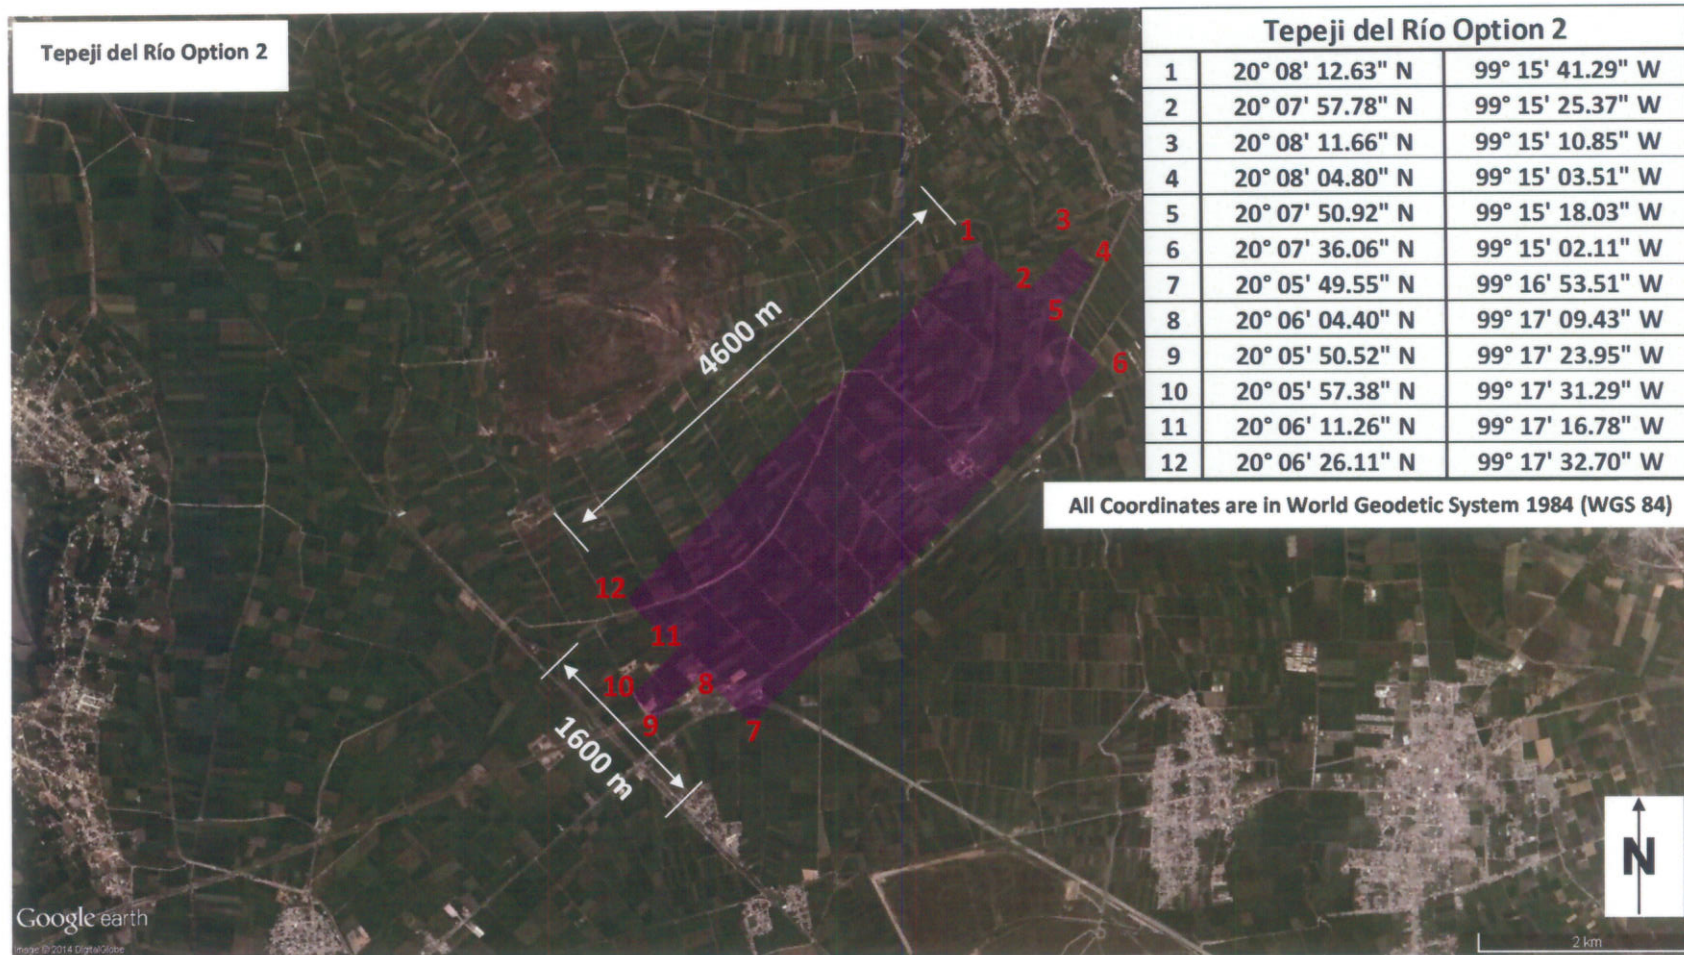 Tepeji del Río Option 2
Tepeji del Río Option 2
1 20° 08' 12.63" N 99° 15' 41.29" W
2 20° 07' 57.78" N 99° 15' 25.37" W
3 20° 08' 11.66" N 99° 15' 10.85" W
4 20° 08' 04.80" N 99° 15' 03.51" W
5 20° 07' 50.92" N 99° 15' 18.03" W
6 20° 07' 36.06" N 99° 15' 02.11" W
7 20° 05' 49.55" N 99° 16' 53.51" W
8 20° 06' 04.40" N 99° 17' 09.43" W
9 20° 05' 50.52" N 99° 17' 23.95" W
10 20° 05' 57.38" N 99° 17' 31.29" W
11 20° 06' 11.26" N 99° 17' 16.78" W
12 20° 06' 26.11" N 99° 17' 32.70" W
All Coordinates are in World Geodetic System 1984 (WGS 84)
1
2
3
4
5
6
4600 m
12
11
10
9
8
7
1600 m
N
Google earth
Image © 2014 DigitalGlobe
2 km